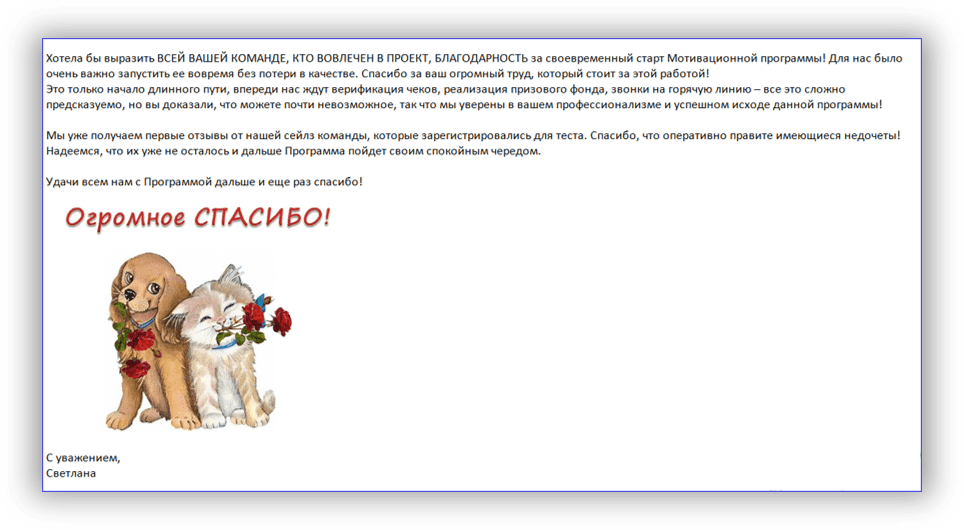 Хотела бы выразить ВСЕЙ ВАШЕЙ КОМАНДЕ, КТО ВОВЛЕЧЕН В ПРОЕКТ, БЛАГОДАРНОСТЬ за своевременный старт Мотивационной программы! Для нас было
очень важно запустить ее вовремя без потери в качестве. Спасибо за ваш огромный труд, который стоит за этой работой!
Это только начало длинного пути, впереди нас ждут верификация чеков, реализация призового фонда, звонки на горячую линию – все это сложно
предсказуемо, но вы доказали, что можете почти невозможное, так что мы уверены в вашем профессионализме и успешном исходе данной программы!
Мы уже получаем первые отзывы от нашей сейлз команды, которые зарегистрировались для теста. Спасибо, что оперативно правите имеющиеся недочеты!
Надеемся, что их уже не осталось и дальше Программа пойдет своим спокойным чередом.
Удачи всем нам с Программой дальше и еще раз спасибо!
Огромное СПАСИБО!
С уважением,
Светлана